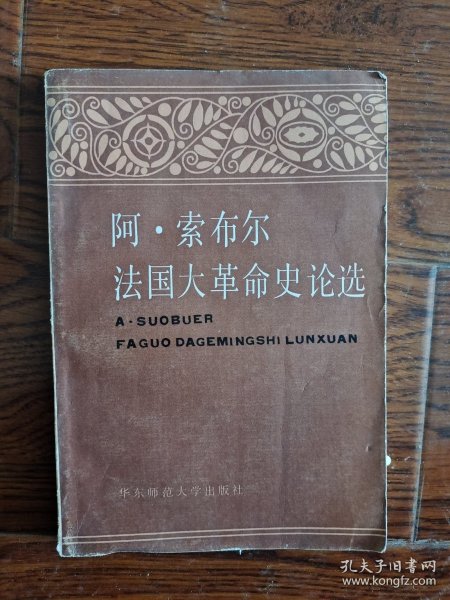 阿·索布尔
法国大革命史论选
A·SUOBUER
FAGUO DAGEMINGSHI LUNXUAN
华东师范大学出版社
孔夫子旧书网
www.kongfz.com